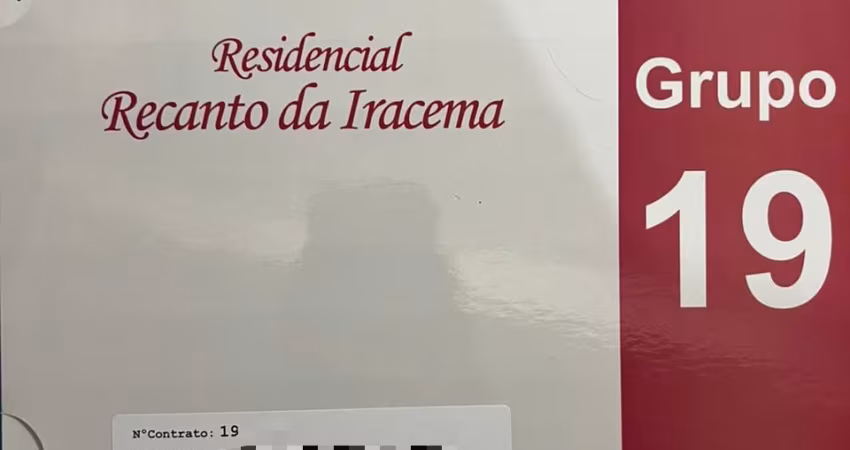 Residencial
Recanto da Iracema
Grupo
19
NºContrato: 19